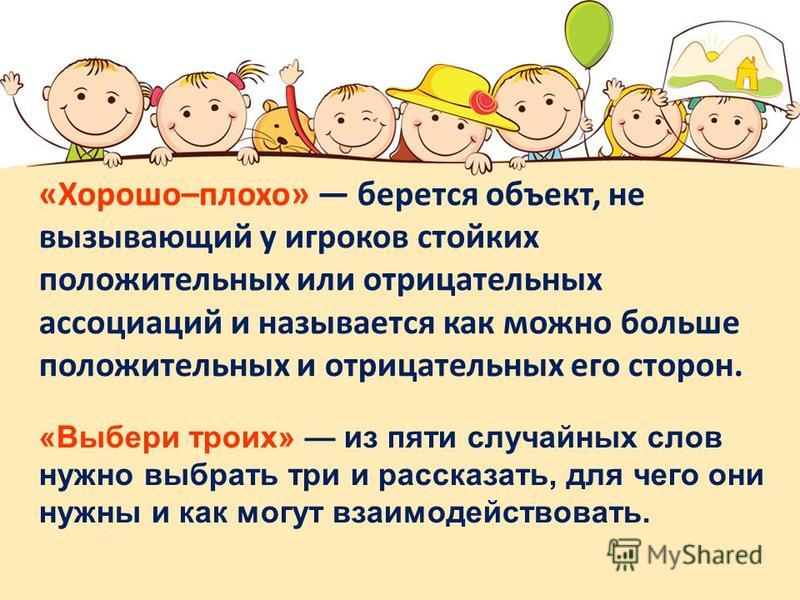 «Хорошо–плохо» — берется объект, не
вызывающий у игроков стойких
положительных или отрицательных
ассоциаций и называется как можно больше
положительных и отрицательных его сторон.
«Выбери троих» — из пяти случайных слов
нужно выбрать три и рассказать, для чего они
нужны и как могут взаимодействовать.
MyShared